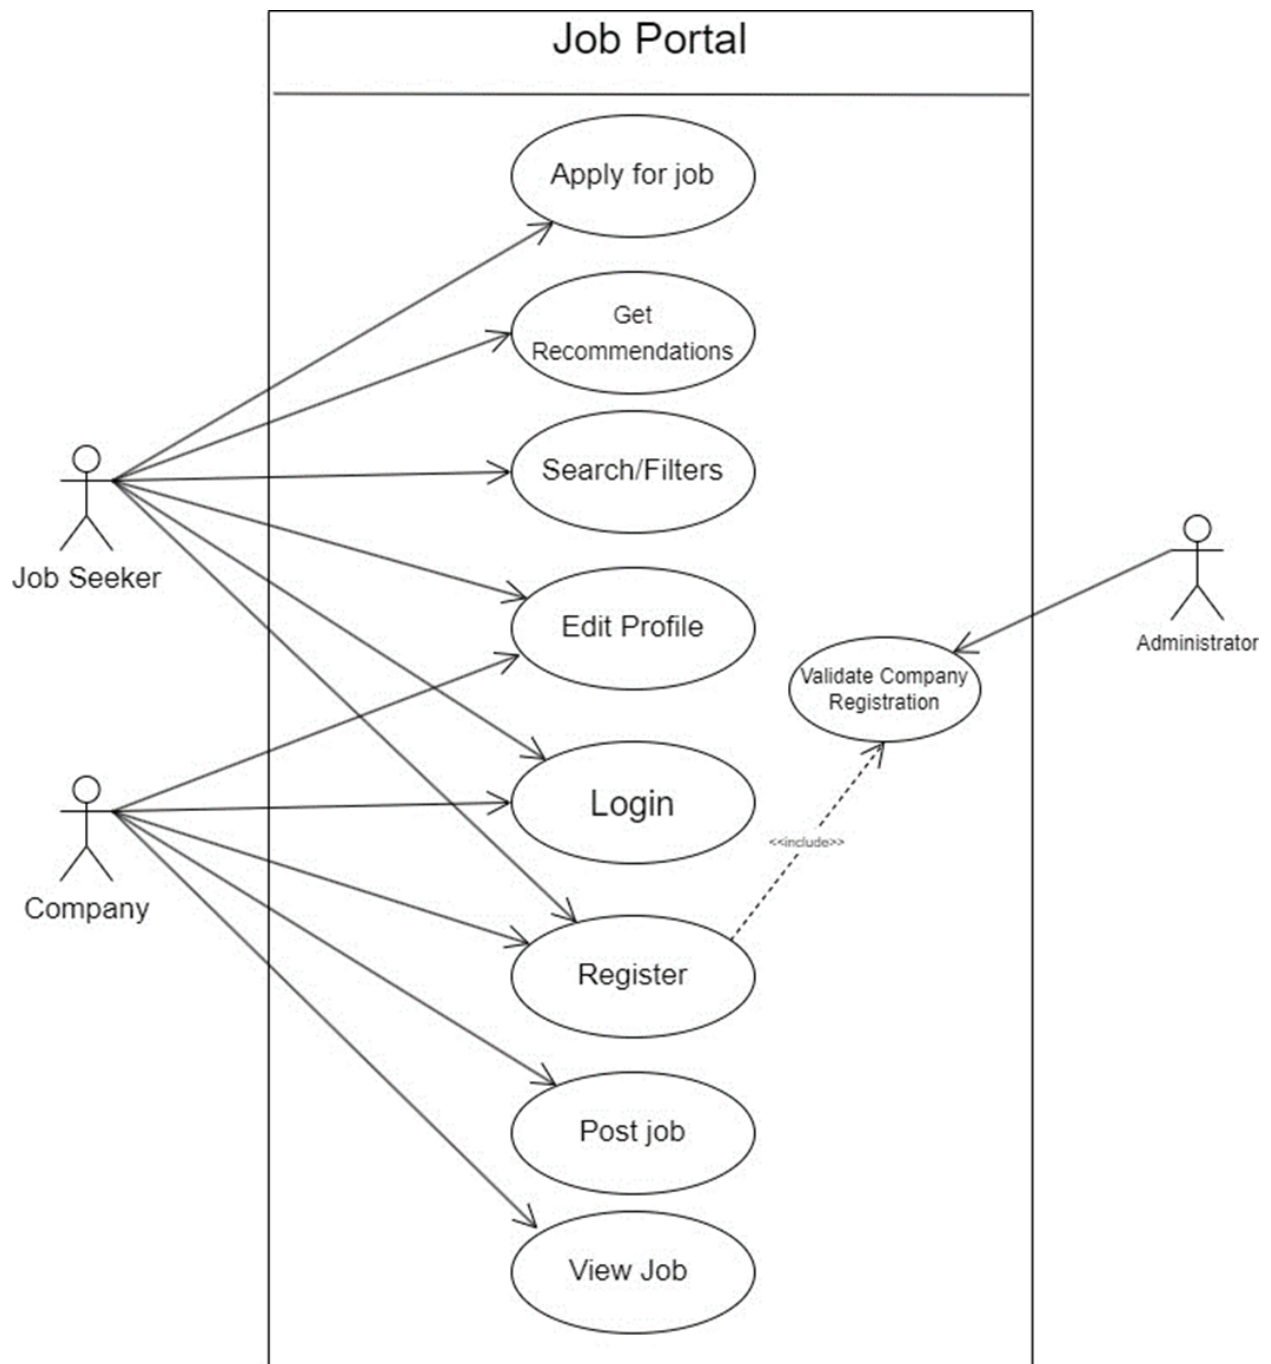 Job Portal
Apply for job
Get
Recommendations
Search/Filters
Job Seeker
Edit Profile
Administrator
Validate Company
Registration
Login
<<include>>
Company
Register
Post job
View Job